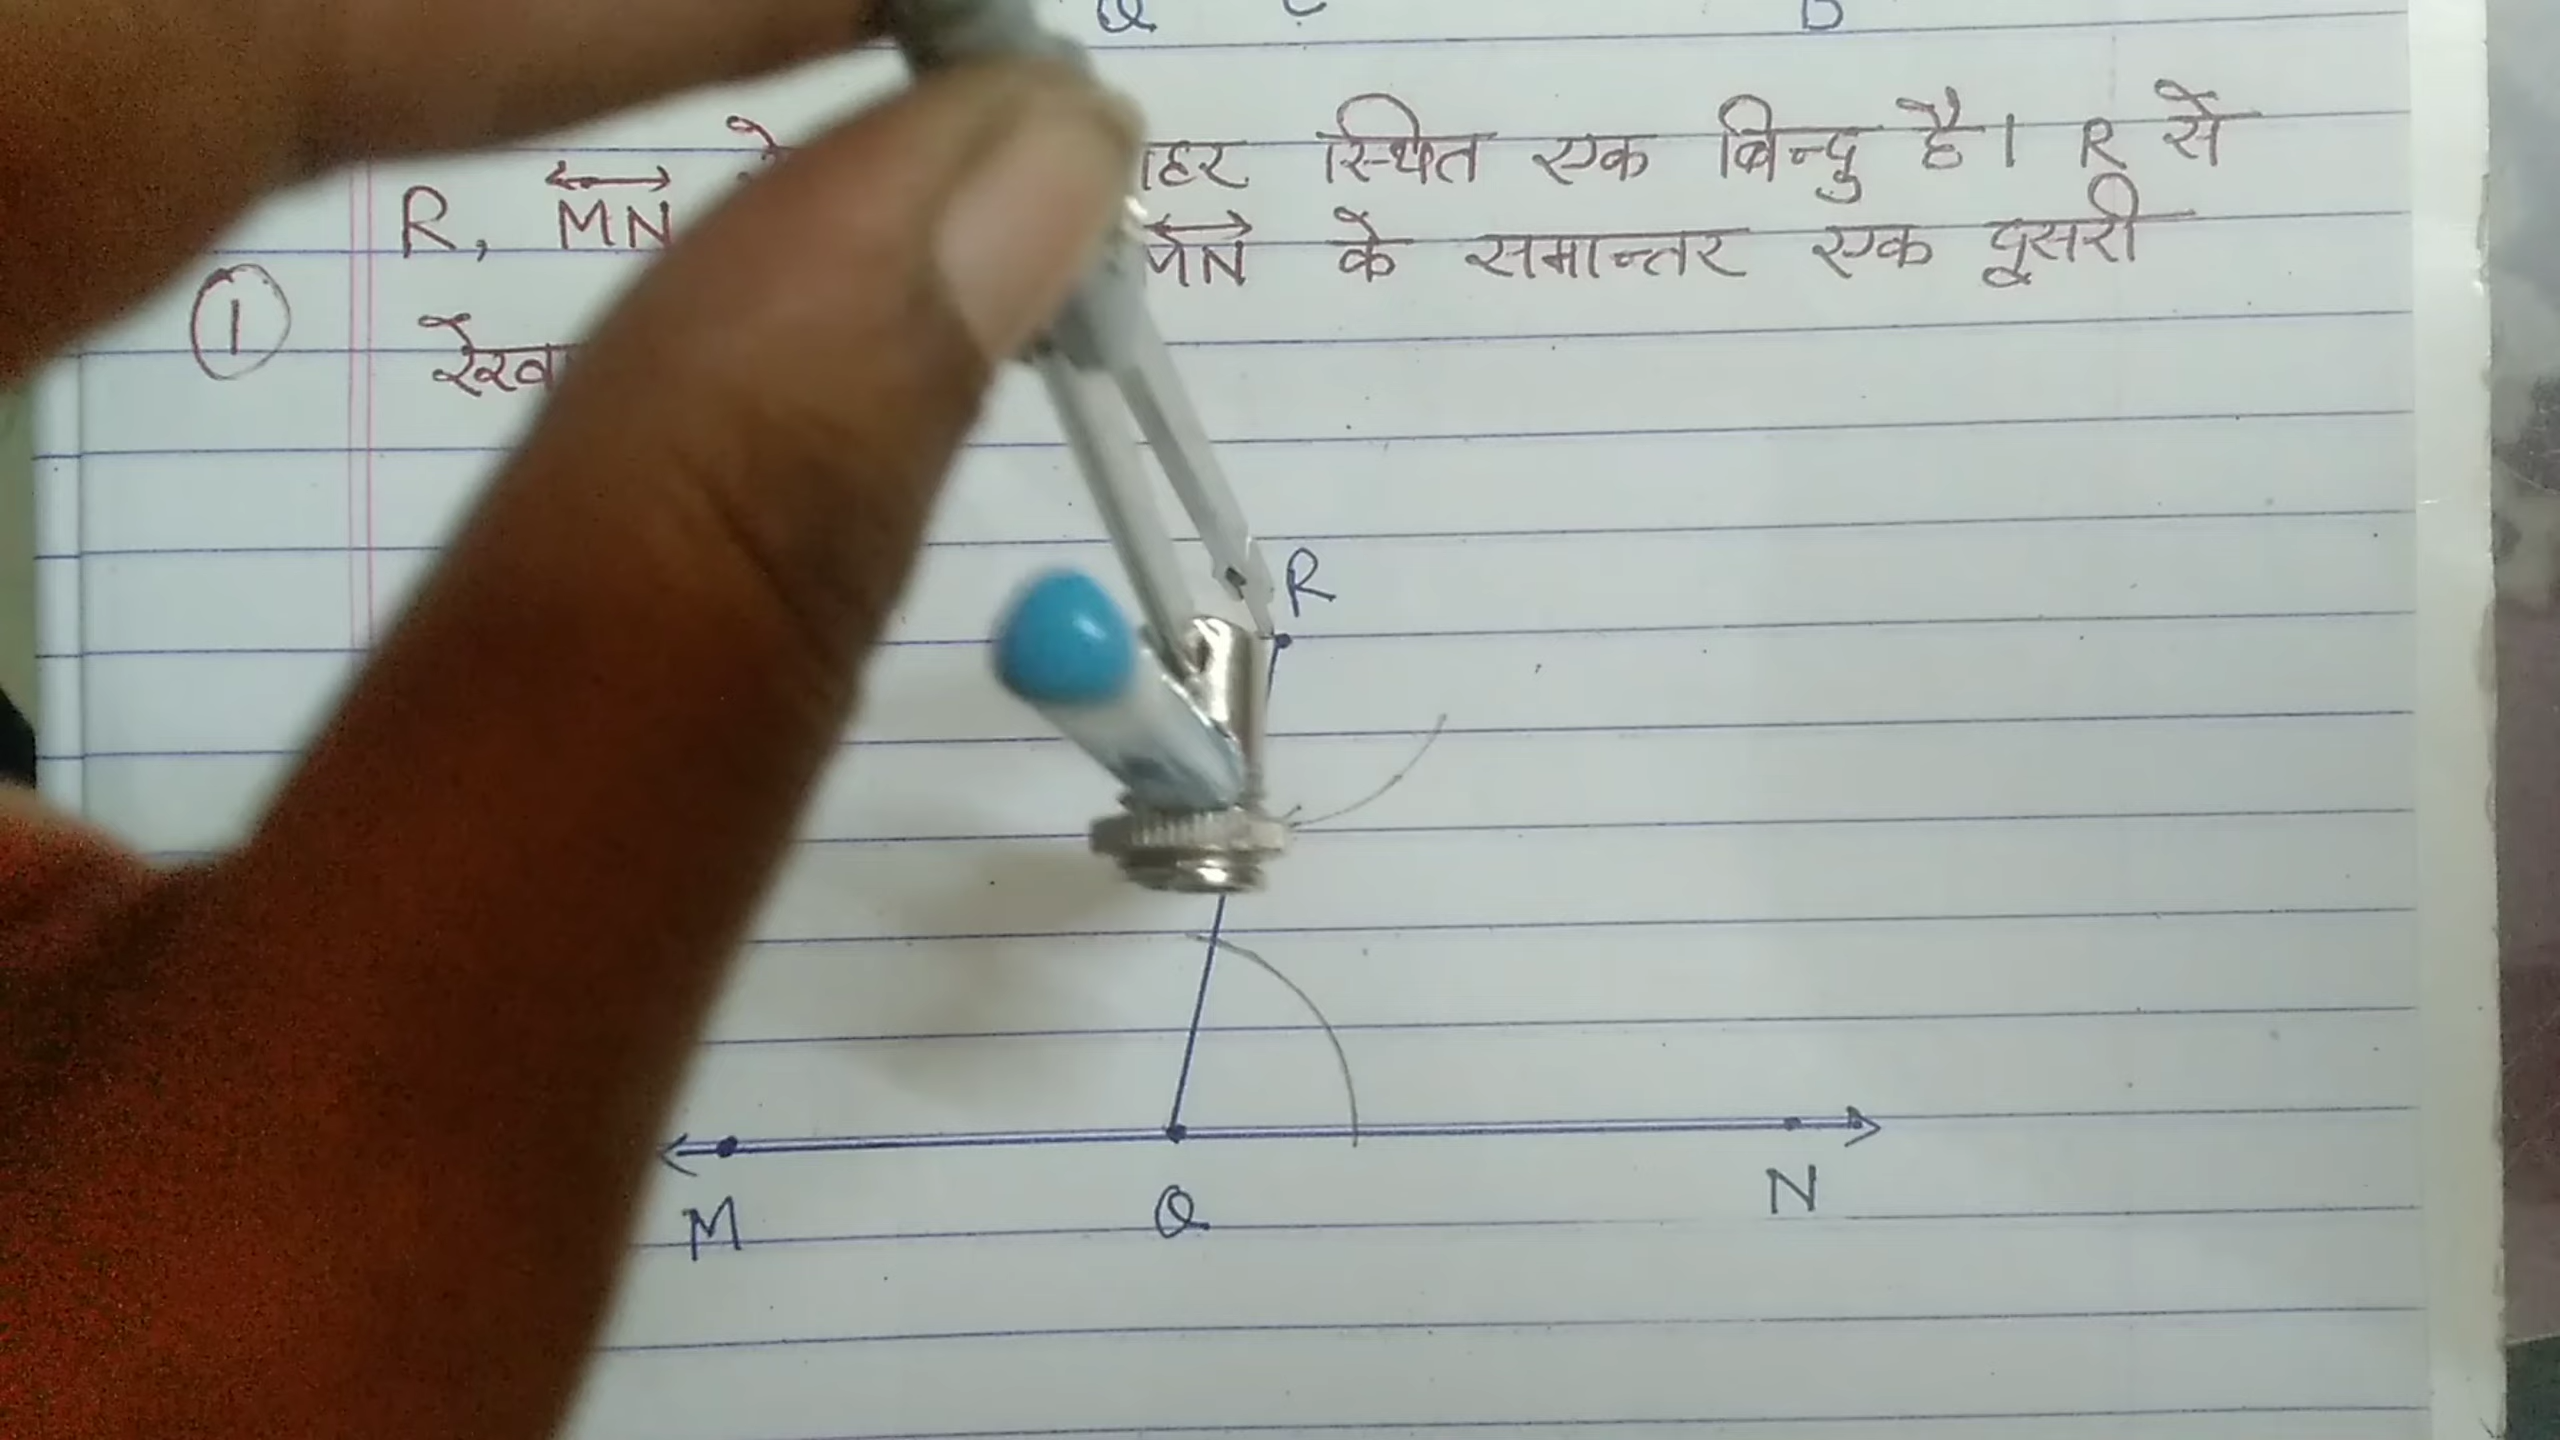 Q D
R, MN हर स्थित एक बिन्दु है। R से
MN के समान्तर एक दूसरी
① रेखा
R
M Q N